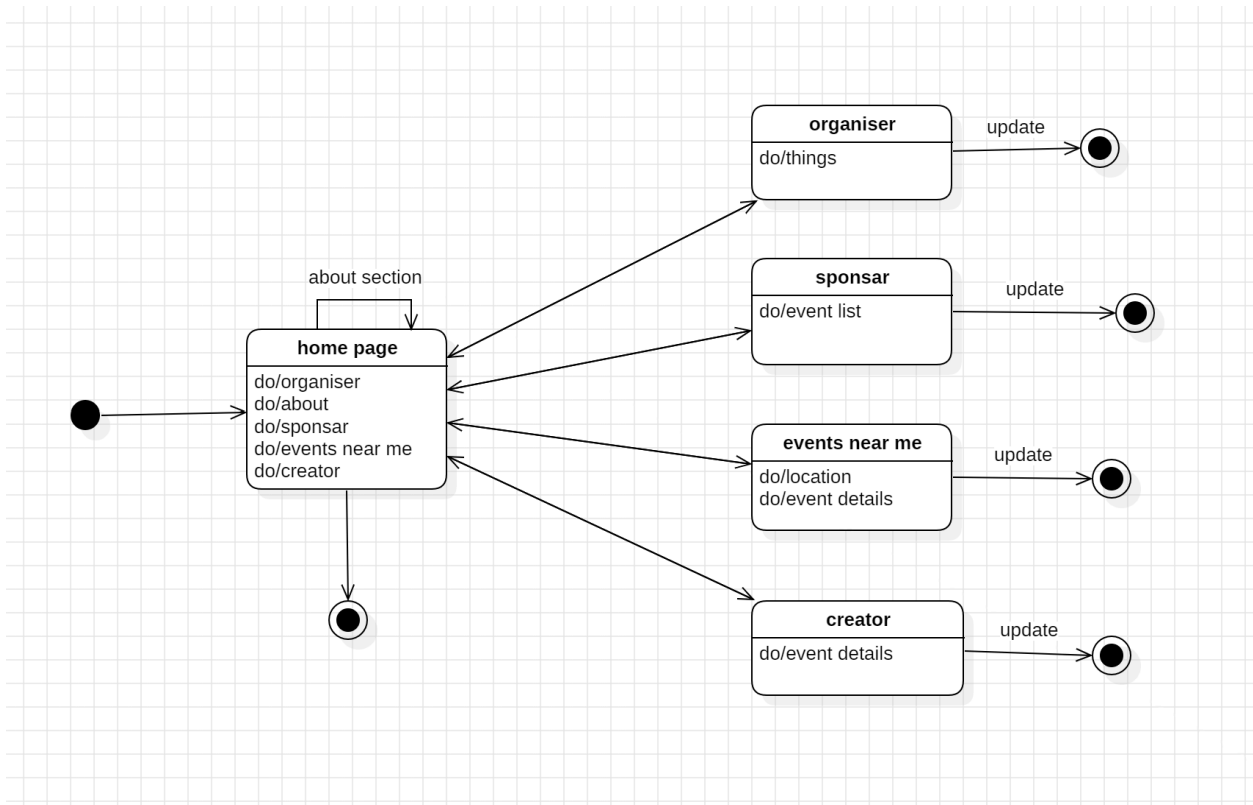 organiser
do/things
update
sponsar
do/event list
update
about section
home page
do/organiser
do/about
do/sponsar
do/events near me
do/creator
events near me
do/location
do/event details
update
creator
do/event details
update